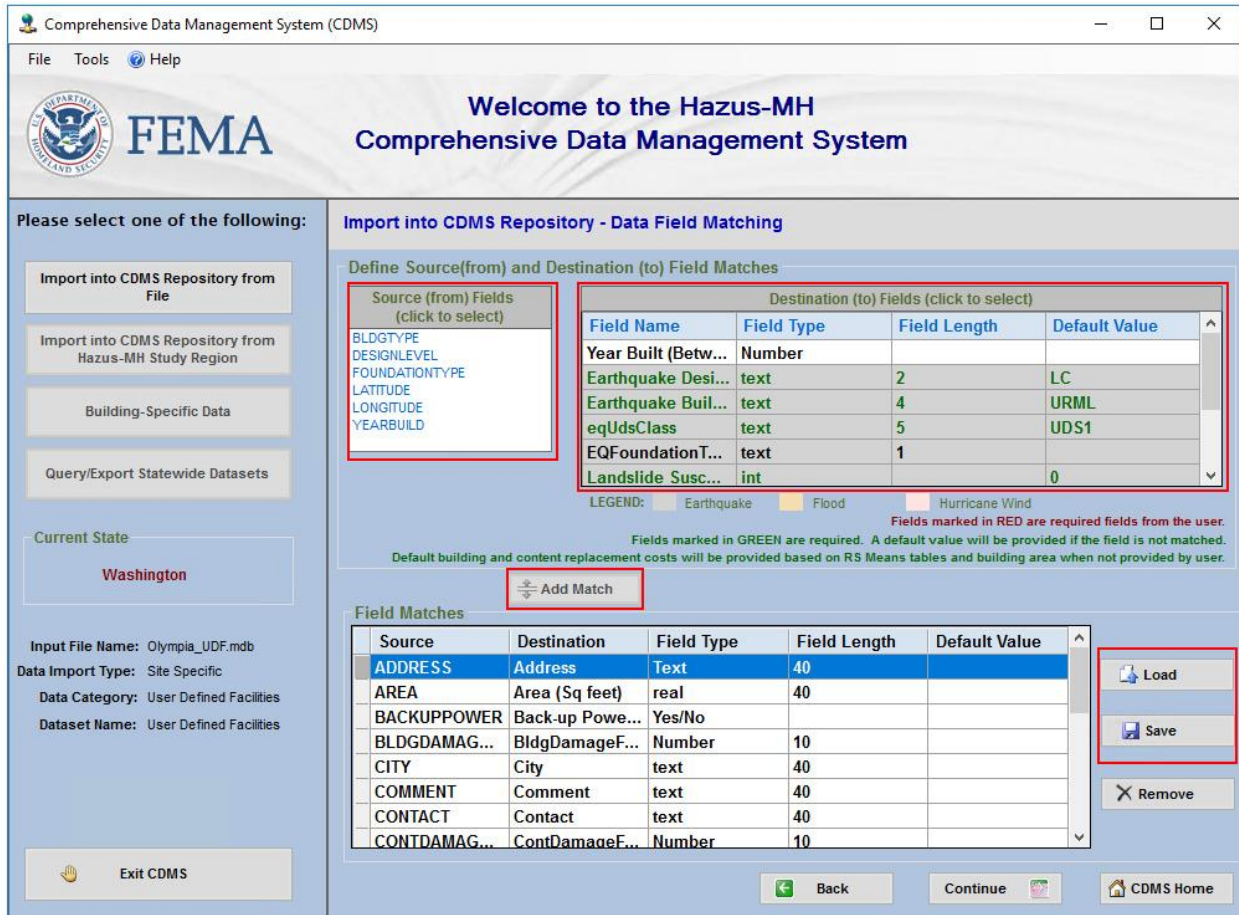 Comprehensive Data Management System (CDMS)
File Tools Help
FEMA
Welcome to the Hazus-MH
Comprehensive Data Management System
Please select one of the following:
Import into CDMS Repository from
File
Import into CDMS Repository from
Hazus-MH Study Region
Building-Specific Data
Query/Export Statewide Datasets
Current State
Washington
Input File Name: Olympia_UDF.mdb
Data Import Type: Site Specific
Data Category: User Defined Facilities
Dataset Name: User Defined Facilities
Exit CDMS
Import into CDMS Repository - Data Field Matching
Define Source(from) and Destination (to) Field Matches
Source (from) Fields
(click to select)
BLDGTYPE
DESIGNLEVEL
FOUNDATIONTYPE
LATITUDE
LONGITUDE
YEARBUILD
Destination (to) Fields (click to select)
Field Name Field Type Field Length Default Value
Year Built (Betw... Number
Earthquake Desi... text 2 LC
Earthquake Buil... text 4 URML
eqUdsClass text 5 UDS1
EQFoundationT... text 1
Landslide Susc... int 0
LEGEND: Earthquake Flood Hurricane Wind
Fields marked in RED are required fields from the user.
Fields marked in GREEN are required. A default value will be provided if the field is not matched.
Default building and content replacement costs will be provided based on RS Means tables and building area when not provided by user.
Add Match
Field Matches
Source Destination Field Type Field Length Default Value
ADDRESS Address Text 40
AREA Area (Sq feet) real 40
BACKUPPOWER Back-up Powe... Yes/No
BLDGDAMAG... BldgDamageF... Number 10
CITY City text 40
COMMENT Comment text 40
CONTACT Contact text 40
CONTDAMAG... ContDamageF... Number 10
Load
Save
Remove
Back Continue CDMS Home